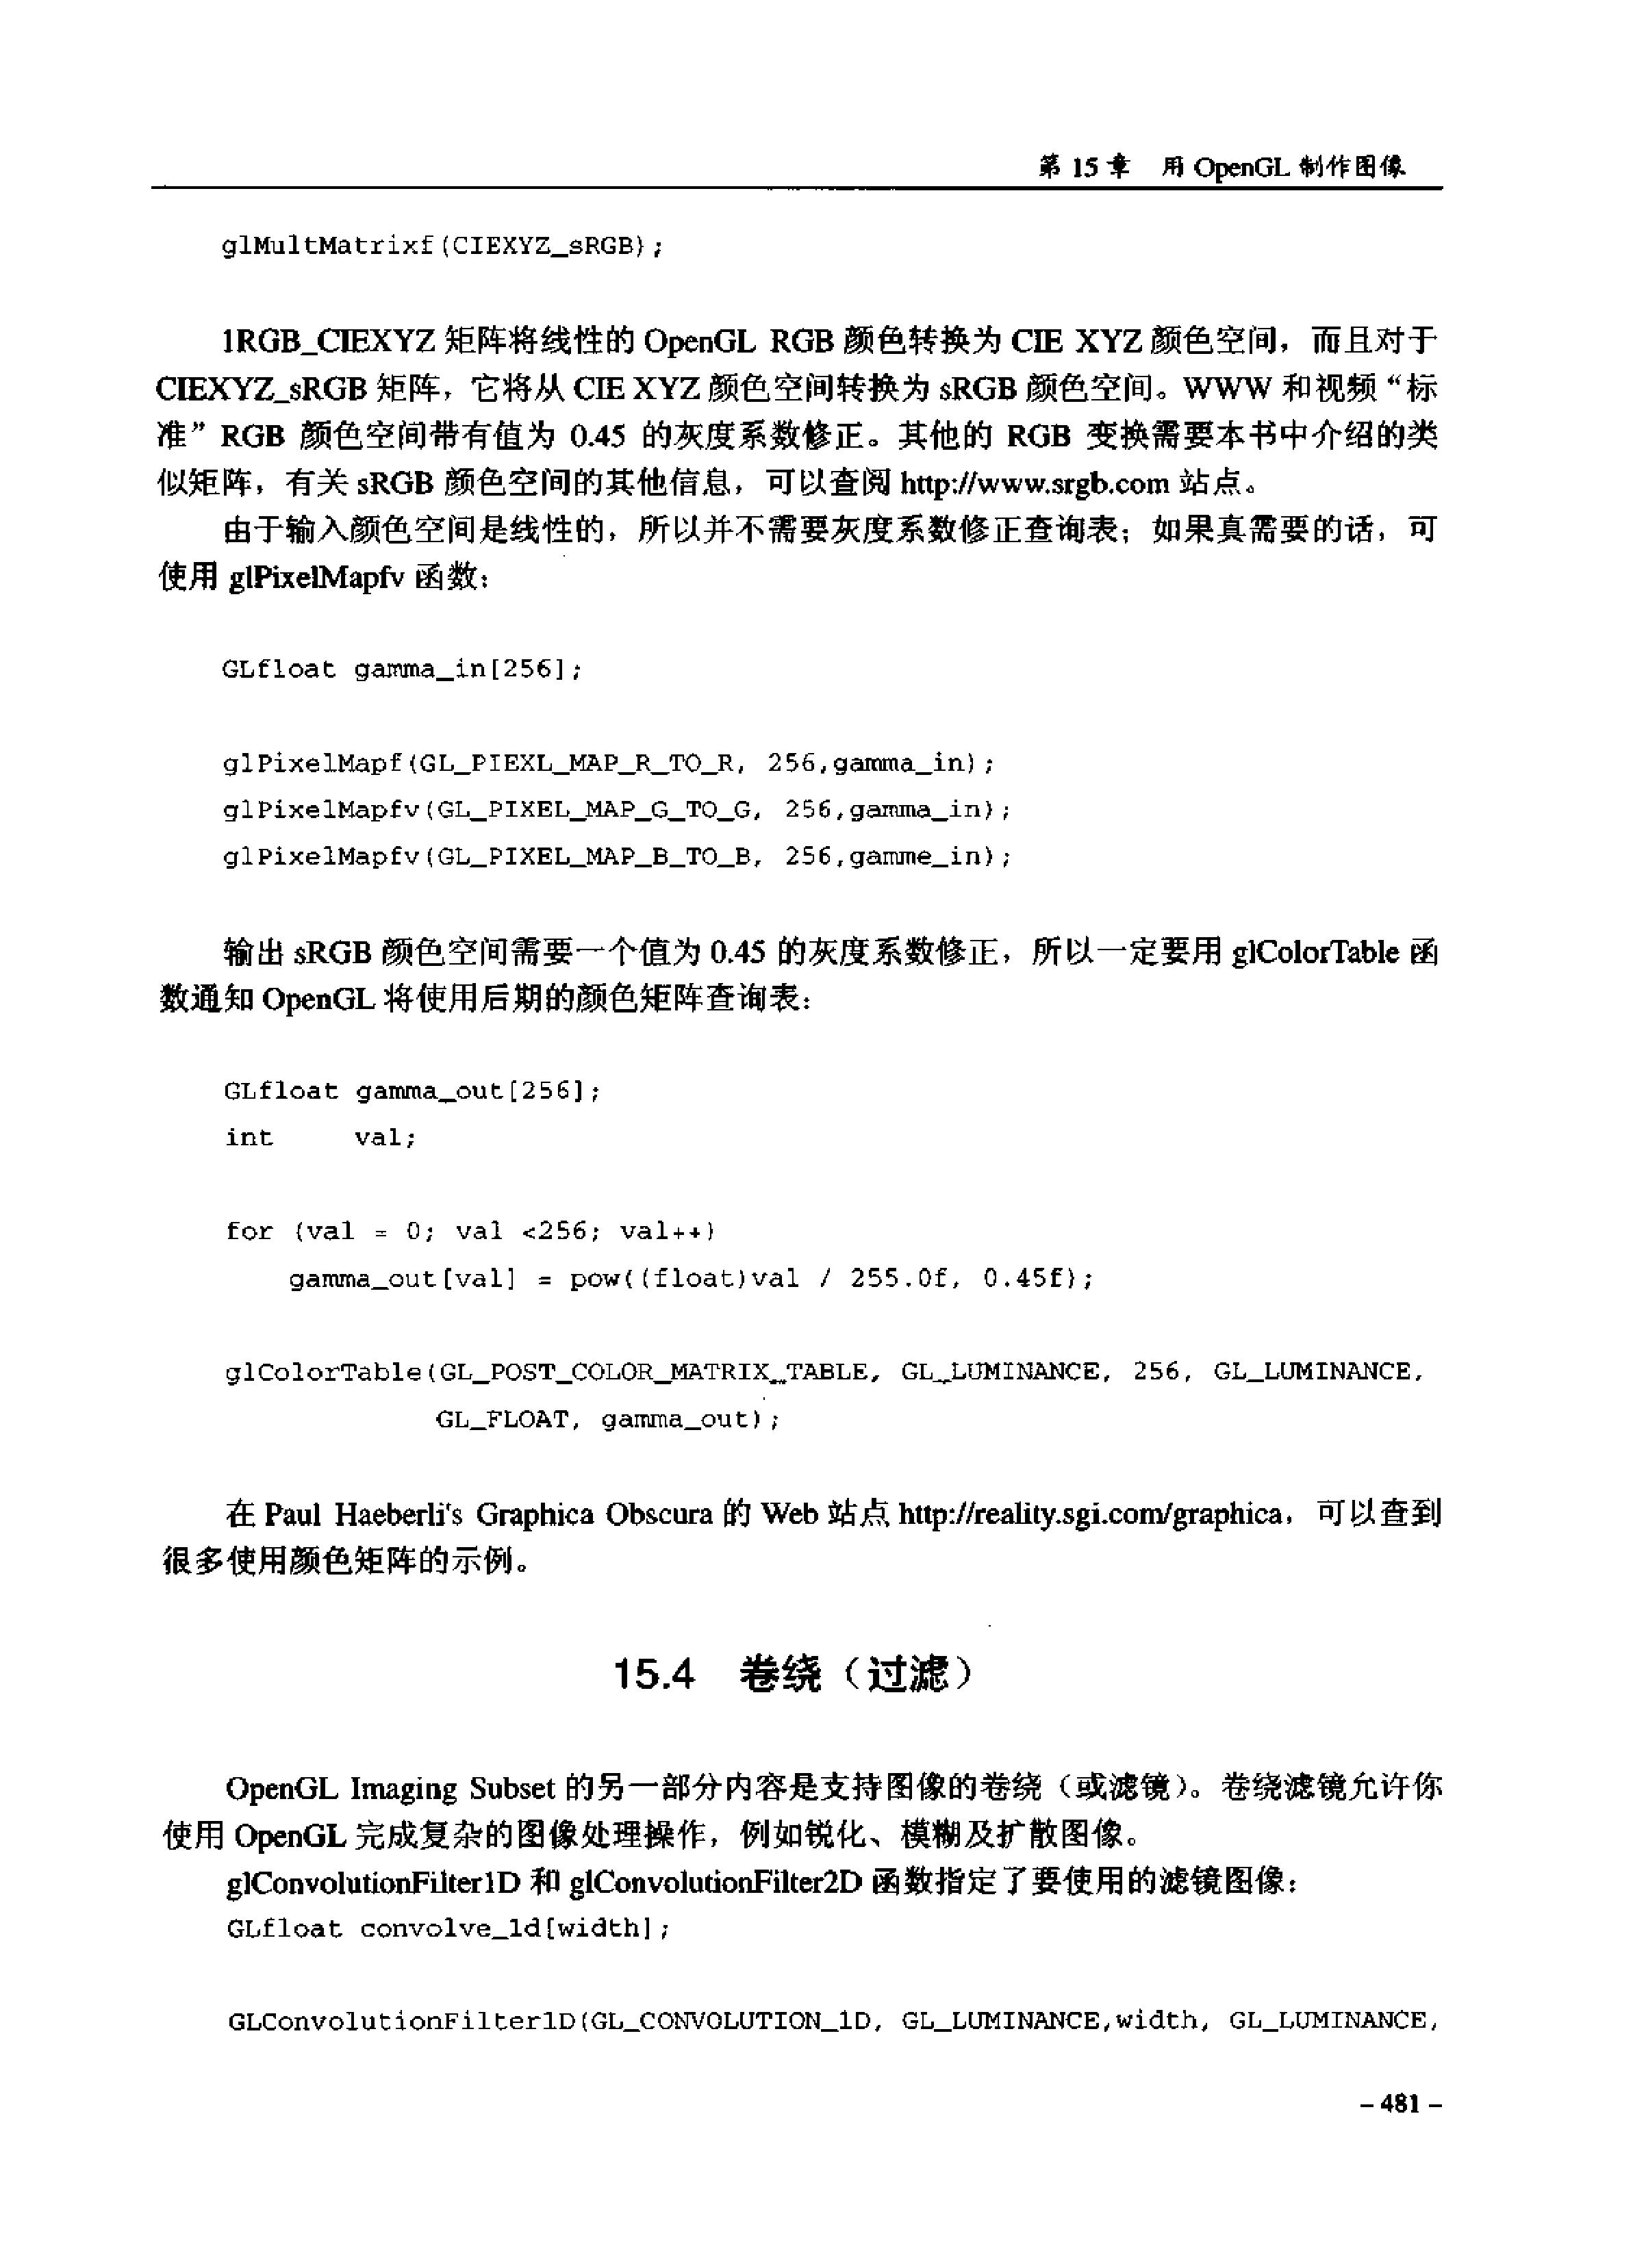 第 15 章 用 OpenGL 制作图像
glMultMatrixf(CIEXYZ_sRGB);
1RGB_CIEXYZ 矩阵将线性的 OpenGL RGB 颜色转换为 CIE XYZ 颜色空间，而且对于
CIEXYZ_sRGB 矩阵，它将从 CIE XYZ 颜色空间转换为 sRGB 颜色空间。WWW 和视频“标
准”RGB 颜色空间带有值为 0.45 的灰度系数修正。其他的 RGB 变换需要本书中介绍的类
似矩阵，有关 sRGB 颜色空间的其他信息，可以查阅 http://www.srgb.com 站点。
由于输入颜色空间是线性的，所以并不需要灰度系数修正查询表；如果真需要的话，可
使用 glPixelMapfv 函数：
GLfloat gamma_in[256];
glPixelMapf(GL_PIEXL_MAP_R_TO_R, 256,gamma_in);
glPixelMapfv(GL_PIXEL_MAP_G_TO_G, 256,gamma_in);
glPixelMapfv(GL_PIXEL_MAP_B_TO_B, 256,gamme_in);
输出 sRGB 颜色空间需要一个值为 0.45 的灰度系数修正，所以一定要用 glColorTable 函
数通知 OpenGL 将使用后期的颜色矩阵查询表：
GLfloat gamma_out[256];
int val;
for (val = 0; val <256; val++)
gamma_out[val] = pow((float)val / 255.0f, 0.45f);
glColorTable(GL_POST_COLOR_MATRIX_TABLE, GL_LUMINANCE, 256, GL_LUMINANCE,
GL_FLOAT, gamma_out);
在 Paul Haeberli's Graphica Obscura 的 Web 站点 http://reality.sgi.com/graphica，可以查到
很多使用颜色矩阵的示例。
15.4 卷绕（过滤）
OpenGL Imaging Subset 的另一部分内容是支持图像的卷绕（或滤镜）。卷绕滤镜允许你
使用 OpenGL 完成复杂的图像处理操作，例如锐化、模糊及扩散图像。
glConvolutionFilter1D 和 glConvolutionFilter2D 函数指定了要使用的滤镜图像：
GLfloat convolve_1d[width];
GLConvolutionFilter1D(GL_CONVOLUTION_1D, GL_LUMINANCE,width, GL_LUMINANCE,
– 481 –